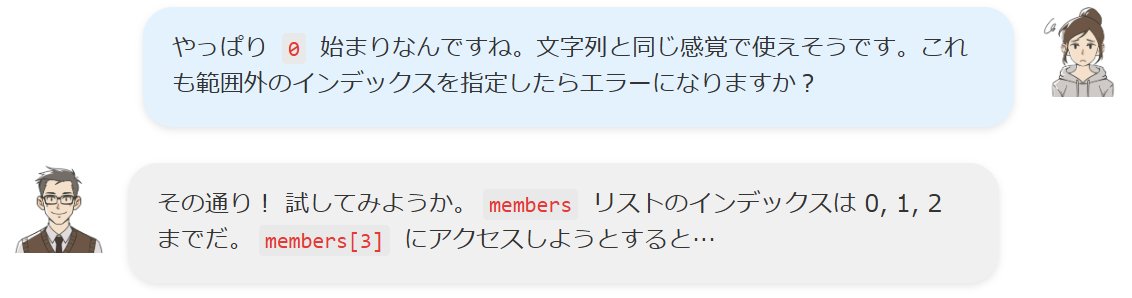 やっぱり 0 始まりなんですね。文字列と同じ感覚で使えそうです。これ
も範囲外のインデックスを指定したらエラーになりますか？
その通り！ 試してみようか。 members リストのインデックスは 0, 1, 2
までだ。 members[3] にアクセスしようとすると…